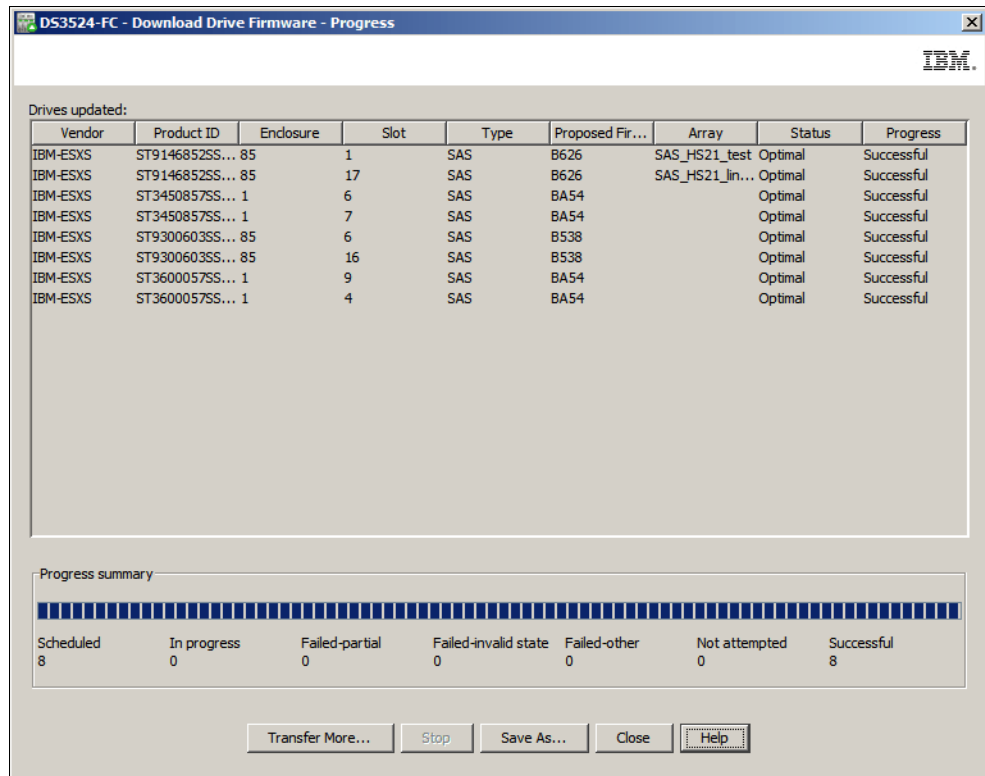 DS3524-FC - Download Drive Firmware - Progress
IBM.
Drives updated:
Vendor Product ID Enclosure Slot Type Proposed Fir... Array Status Progress
IBM-ESXS ST9146852SS... 85 1 SAS B626 SAS_HS21_test Optimal Successful
IBM-ESXS ST9146852SS... 85 17 SAS B626 SAS_HS21_lin... Optimal Successful
IBM-ESXS ST3450857SS... 1 6 SAS BA54 Optimal Successful
IBM-ESXS ST3450857SS... 1 7 SAS BA54 Optimal Successful
IBM-ESXS ST9300603SS... 85 6 SAS B538 Optimal Successful
IBM-ESXS ST9300603SS... 85 16 SAS B538 Optimal Successful
IBM-ESXS ST3600057SS... 1 9 SAS BA54 Optimal Successful
IBM-ESXS ST3600057SS... 1 4 SAS BA54 Optimal Successful
Progress summary
Scheduled In progress Failed-partial Failed-invalid state Failed-other Not attempted Successful
8 0 0 0 0 0 8
Transfer More... Stop Save As... Close Help